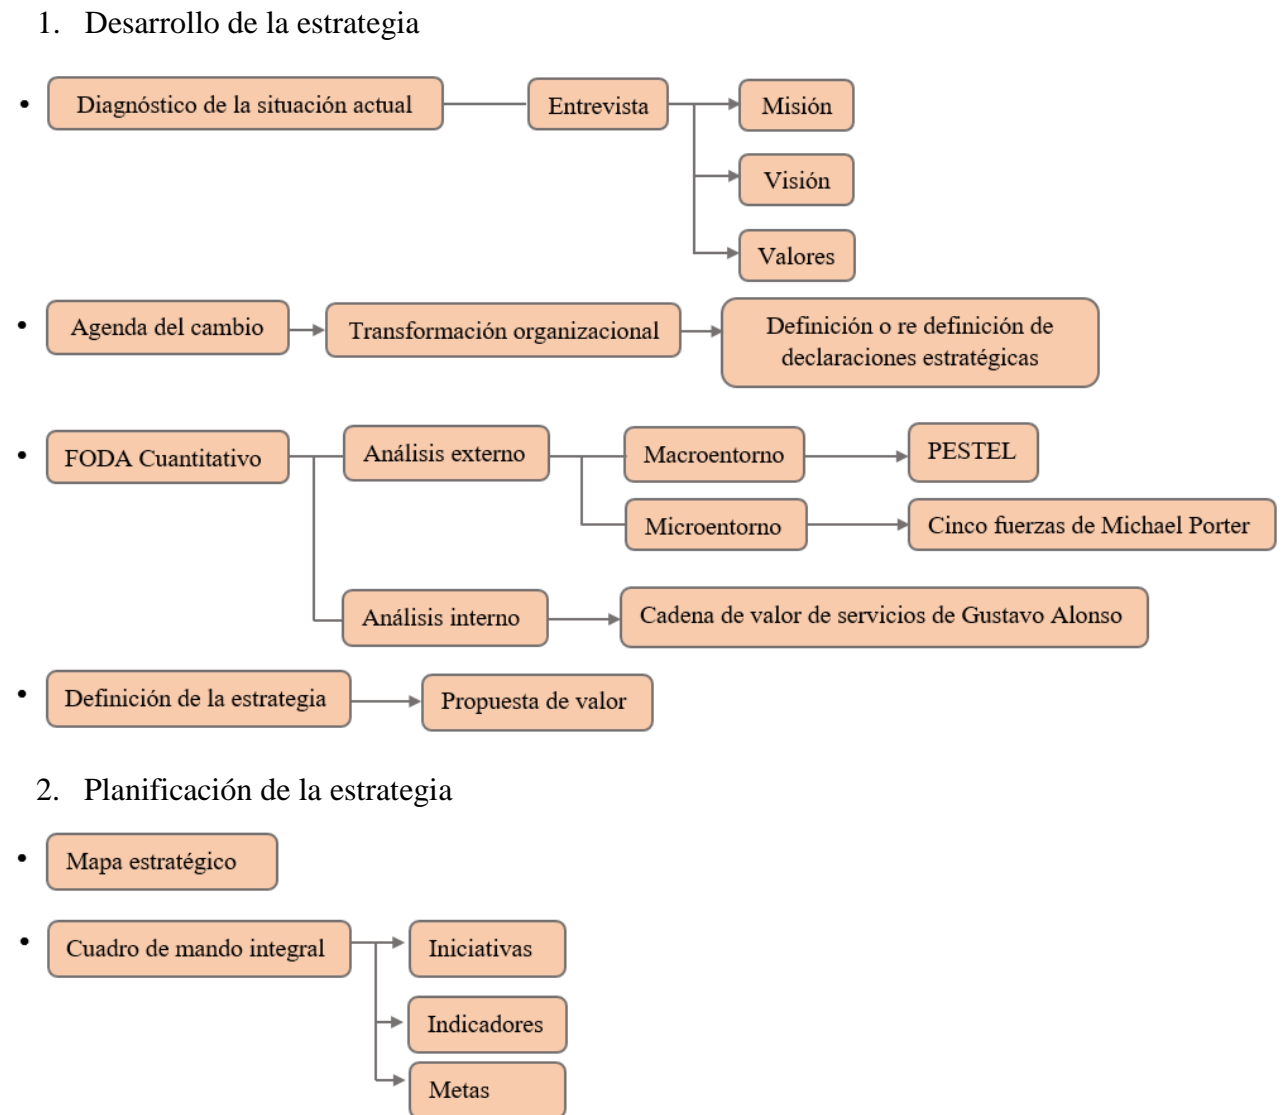 1. Desarrollo de la estrategia
• Diagnóstico de la situación actual
Entrevista
Misión
Visión
Valores
• Agenda del cambio
Transformación organizacional
Definición o re definición de
declaraciones estratégicas
• FODA Cuantitativo
Análisis externo
Macroentorno
PESTEL
Microentorno
Cinco fuerzas de Michael Porter
Análisis interno
Cadena de valor de servicios de Gustavo Alonso
• Definición de la estrategia
Propuesta de valor
2. Planificación de la estrategia
• Mapa estratégico
• Cuadro de mando integral
Iniciativas
Indicadores
Metas